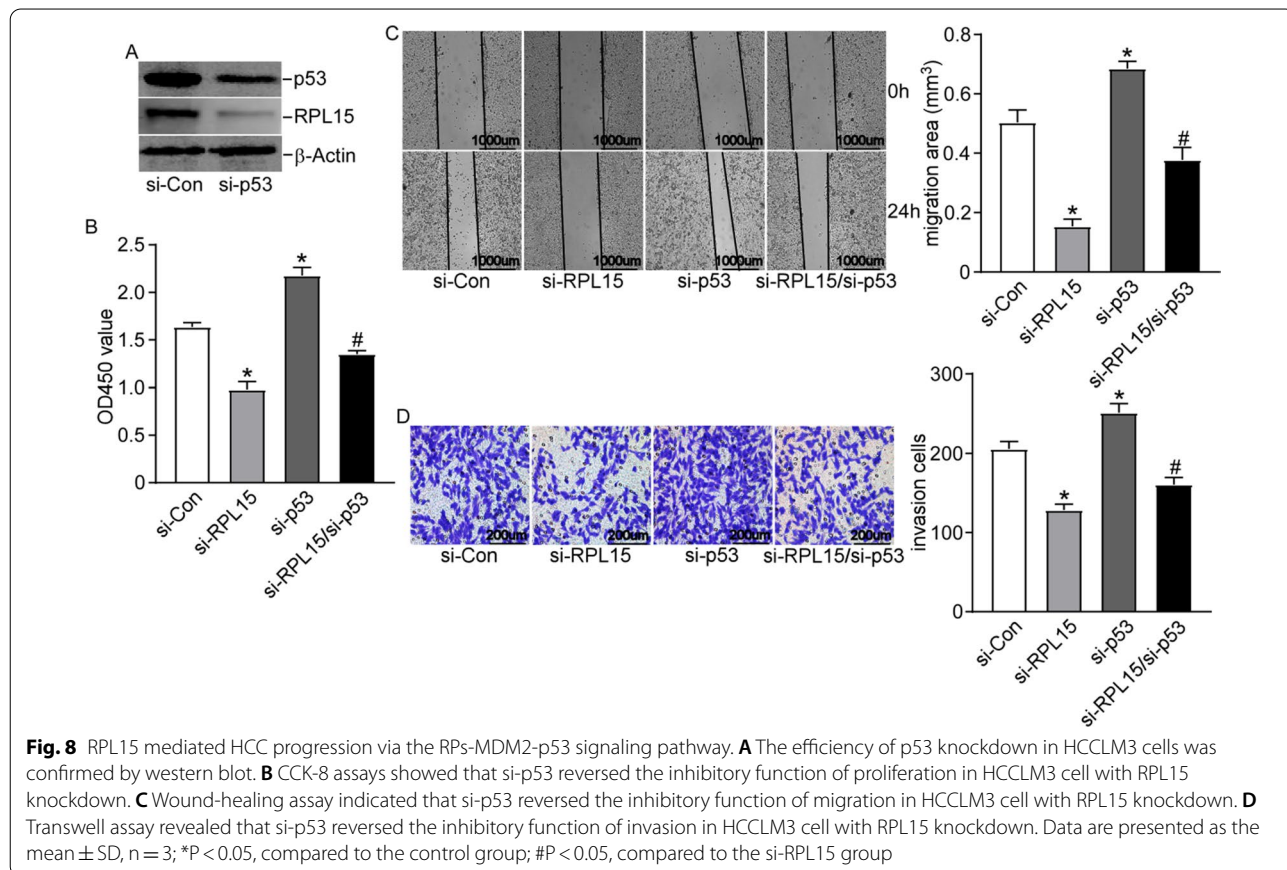 A
p53
RPL15
β-Actin
si-Con si-p53
B
OD450 value
2.5
2.0
1.5
1.0
0.5
0
*
*
#
si-Con
si-RPL15
si-p53
si-RPL15/si-p53
C
0h
24h
1000um 1000um 1000um 1000um
1000um 1000um 1000um 1000um
si-Con si-RPL15 si-p53 si-RPL15/si-p53
migration area (mm³)
0.8
0.6
0.4
0.2
0
*
*
#
si-Con
si-RPL15
si-p53
si-RPL15/si-p53
D
200um 200um 200um 200um
si-Con si-RPL15 si-p53 si-RPL15/si-p53
invasion cells
300
200
100
0
*
*
#
si-Con
si-RPL15
si-p53
si-RPL15/si-p53
Fig. 8 RPL15 mediated HCC progression via the RPs-MDM2-p53 signaling pathway. A The efficiency of p53 knockdown in HCCLM3 cells was
confirmed by western blot. B CCK-8 assays showed that si-p53 reversed the inhibitory function of proliferation in HCCLM3 cell with RPL15
knockdown. C Wound-healing assay indicated that si-p53 reversed the inhibitory function of migration in HCCLM3 cell with RPL15 knockdown. D
Transwell assay revealed that si-p53 reversed the inhibitory function of invasion in HCCLM3 cell with RPL15 knockdown. Data are presented as the
mean ± SD, n = 3; *P < 0.05, compared to the control group; #P < 0.05, compared to the si-RPL15 group